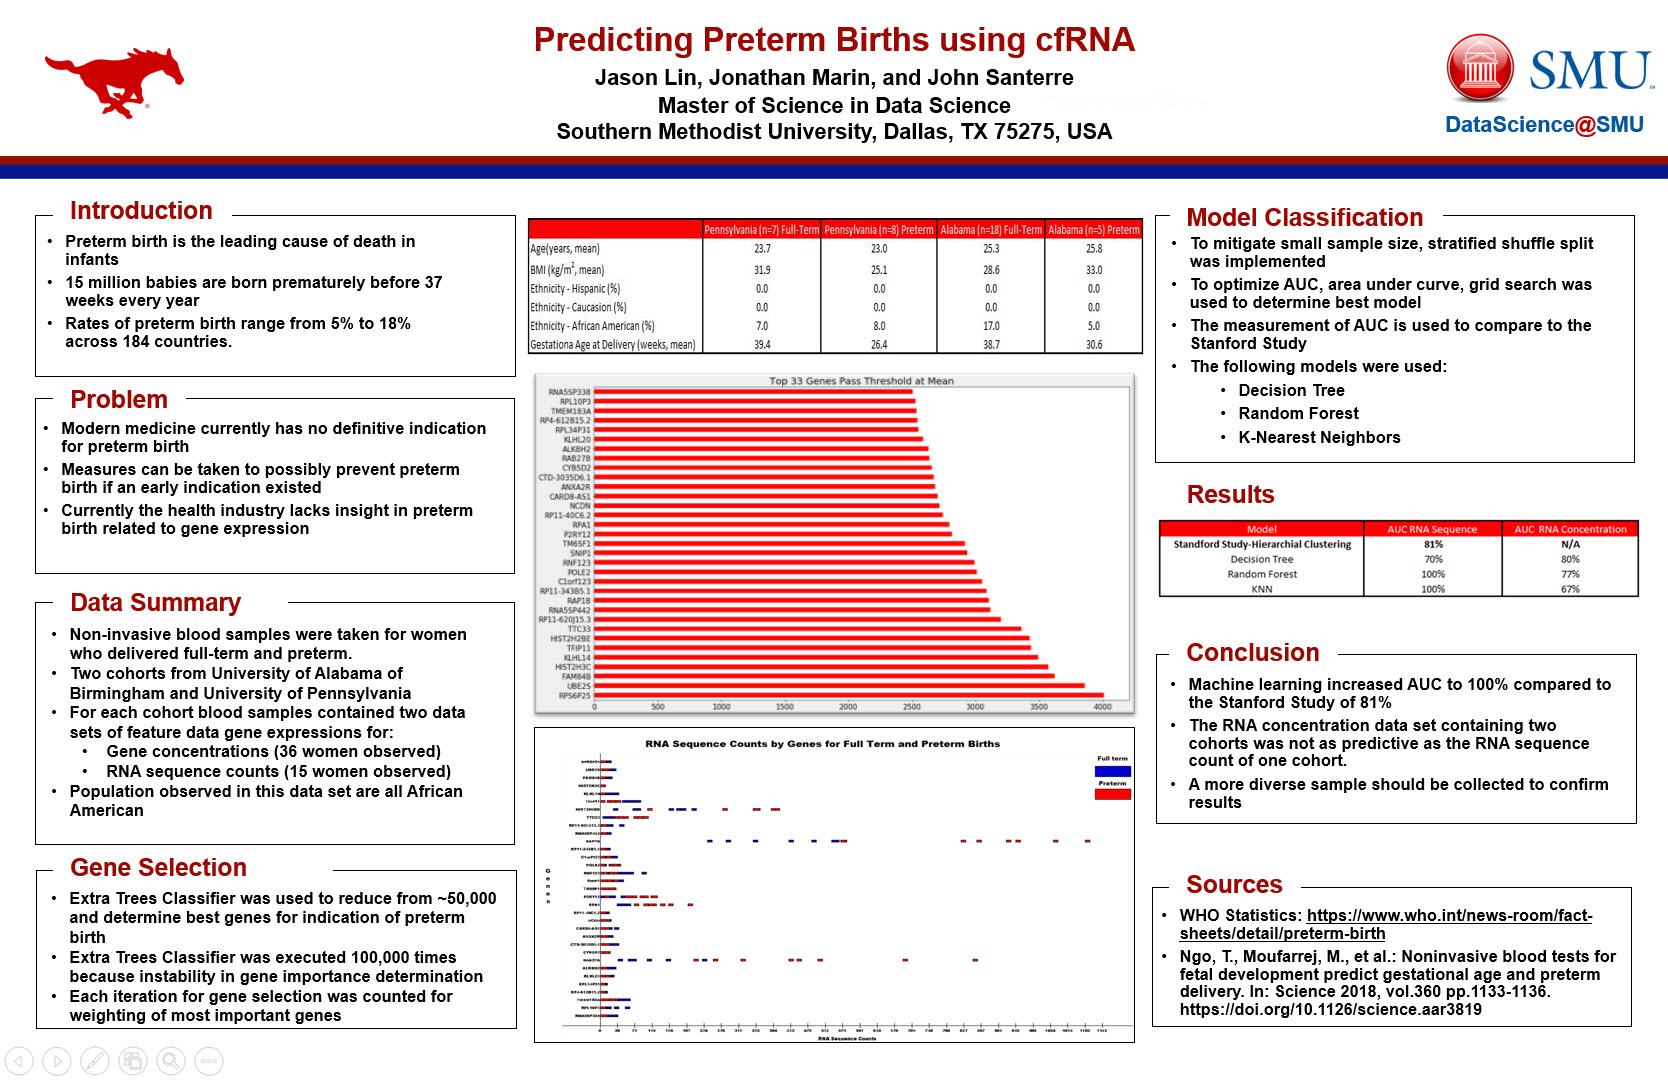 Predicting Preterm Births using cfRNA
Jason Lin, Jonathan Marin, and John Santerre
Master of Science in Data Science
Southern Methodist University, Dallas, TX 75275, USA
SMU
DataScience@SMU
Introduction
• Preterm birth is the leading cause of death in
infants
• 15 million babies are born prematurely before 37
weeks every year
• Rates of preterm birth range from 5% to 18%
across 184 countries.
Problem
• Modern medicine currently has no definitive indication
for preterm birth
• Measures can be taken to possibly prevent preterm
birth if an early indication existed
• Currently the health industry lacks insight in preterm
birth related to gene expression
Data Summary
• Non-invasive blood samples were taken for women
who delivered full-term and preterm.
• Two cohorts from University of Alabama of
Birmingham and University of Pennsylvania
• For each cohort blood samples contained two data
sets of feature data gene expressions for:
• Gene concentrations (36 women observed)
• RNA sequence counts (15 women observed)
• Population observed in this data set are all African
American
Gene Selection
• Extra Trees Classifier was used to reduce from ~50,000
and determine best genes for indication of preterm
birth
• Extra Trees Classifier was executed 100,000 times
because instability in gene importance determination
• Each iteration for gene selection was counted for
weighting of most important genes
Pennsylvania (n=7) Full-Term Pennsylvania (n=8) Preterm Alabama (n=18) Full-Term Alabama (n=5) Preterm
Age(years, mean) 23.7 23.0 25.3 25.8
BMI (kg/m², mean) 31.9 25.1 28.6 33.0
Ethnicity - Hispanic (%) 0.0 0.0 0.0 0.0
Ethnicity - Caucasion (%) 0.0 0.0 0.0 0.0
Ethnicity - African American (%) 7.0 8.0 17.0 5.0
Gestationa Age at Delivery (weeks, mean) 39.4 26.4 38.7 30.6
Top 33 Genes Pass Threshold at Mean
RNA5SP338
RPL10P3
TMEM183A
RP4-612B15.2
RPL34P31
KLHL20
ALKBH2
RAB27B
CYB5D2
CTD-3035D6.1
ANXA2R
CARD8-AS1
NCDN
RP11-40C6.2
RPA1
P2RY12
TM6SF1
SNIP1
RNF123
POLE2
C1orf123
RP11-343B5.1
RAP1B
RNA5SP442
RP11-620J15.3
TTC33
HIST2H2BE
TFIP11
KLHL14
HIST2H3C
FAM84B
UBE2S
RPS6P25
0 500 1000 1500 2000 2500 3000 3500 4000
RNA Sequence Counts by Genes for Full Term and Preterm Births
Full term
Preterm
Genes
RNA Sequence Counts
Model Classification
• To mitigate small sample size, stratified shuffle split
was implemented
• To optimize AUC, area under curve, grid search was
used to determine best model
• The measurement of AUC is used to compare to the
Stanford Study
• The following models were used:
• Decision Tree
• Random Forest
• K-Nearest Neighbors
Results
Model AUC RNA Sequence AUC RNA Concentration
Standford Study-Hierarchial Clustering 81% N/A
Decision Tree 70% 80%
Random Forest 100% 77%
KNN 100% 67%
Conclusion
• Machine learning increased AUC to 100% compared to
the Stanford Study of 81%
• The RNA concentration data set containing two
cohorts was not as predictive as the RNA sequence
count of one cohort.
• A more diverse sample should be collected to confirm
results
Sources
• WHO Statistics: https://www.who.int/news-room/fact-
sheets/detail/preterm-birth
• Ngo, T., Moufarrej, M., et al.: Noninvasive blood tests for
fetal development predict gestational age and preterm
delivery. In: Science 2018, vol.360 pp.1133-1136.
https://doi.org/10.1126/science.aar3819